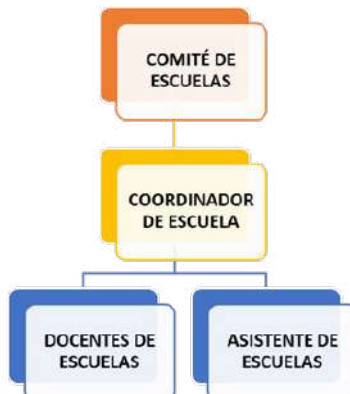 COMITÉ DE
ESCUELAS
COORDINADOR
DE ESCUELA
DOCENTES DE
ESCUELAS
ASISTENTE DE
ESCUELAS